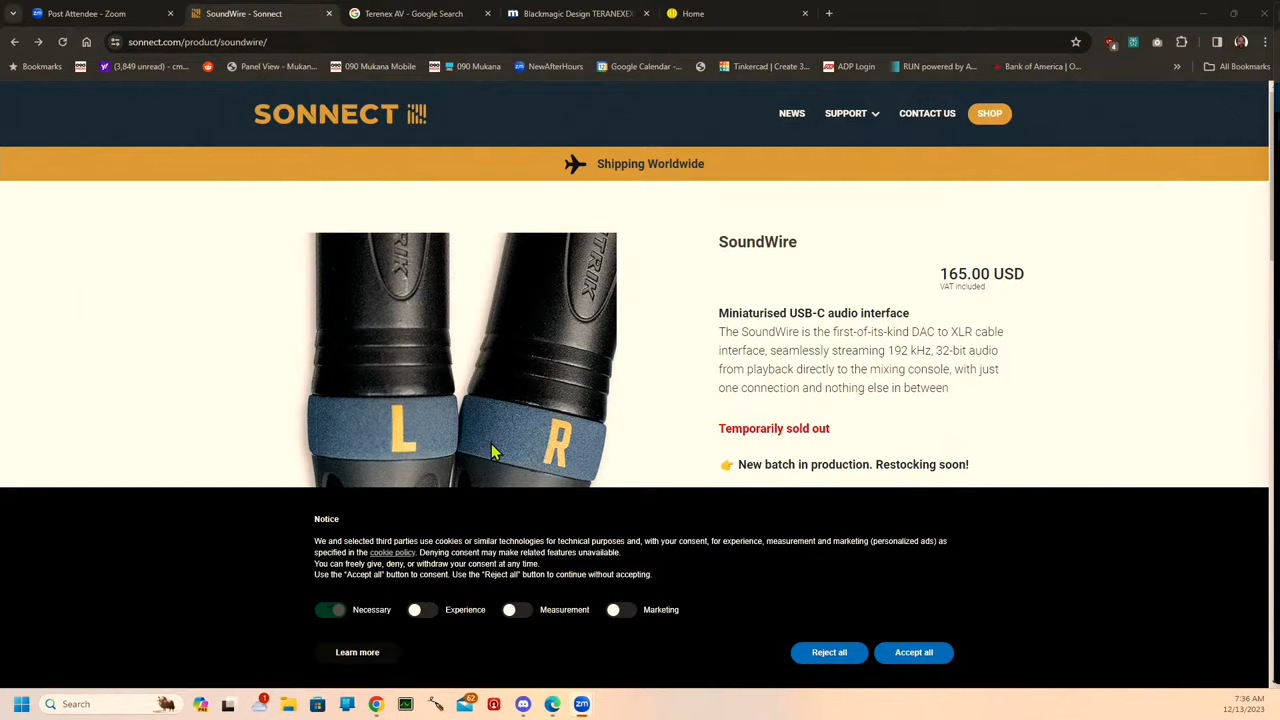 Post Attendee - Zoom
SoundWire - Sonnect
Terenex AV - Google Search
Blackmagic Design TERANEXE
Home
sonnect.com/product/soundwire/
4
Bookmarks
(3,849 unread) - cm...
Panel View - Mukan...
090 Mukana Mobile
090 Mukana
NewAfterHours
Google Calendar -...
Tinkercad | Create 3...
ADP Login
RUN powered by A...
Bank of America | O...
All Bookmarks
SONNECT
NEWS
SUPPORT
CONTACT US
SHOP
Shipping Worldwide
TRIK
UTRIK
L
R
SoundWire
165.00 USD
VAT included
Miniaturised USB-C audio interface
The SoundWire is the first-of-its-kind DAC to XLR cable
interface, seamlessly streaming 192 kHz, 32-bit audio
from playback directly to the mixing console, with just
one connection and nothing else in between
Temporarily sold out
👉 New batch in production. Restocking soon!
Notice
We and selected third parties use cookies or similar technologies for technical purposes and, with your consent, for experience, measurement and marketing (personalized ads) as
specified in the cookie policy. Denying consent may make related features unavailable.
You can freely give, deny, or withdraw your consent at any time.
Use the “Accept all” button to consent. Use the “Reject all” button to continue without accepting.
Necessary
Experience
Measurement
Marketing
Learn more
Reject all
Accept all
Search
1
62
zm
7:36 AM
12/13/2023